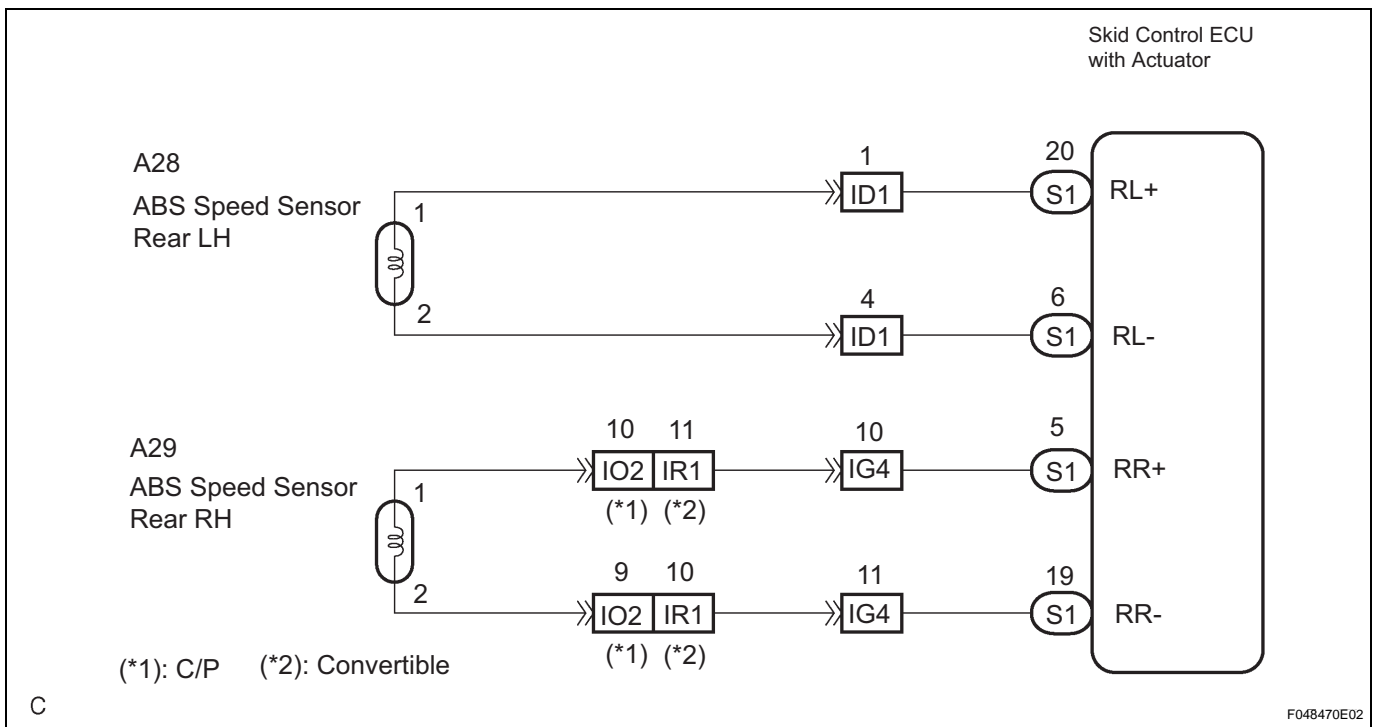 Skid Control ECU
with Actuator
A28
ABS Speed Sensor
Rear LH
1
2
1
ID1
20
S1
RL+
4
ID1
6
S1
RL-
A29
ABS Speed Sensor
Rear RH
1
2
10 11
IO2 IR1
(*1) (*2)
10
IG4
5
S1
RR+
9 10
IO2 IR1
(*1) (*2)
11
IG4
19
S1
RR-
(*1): C/P (*2): Convertible
C
F048470E02